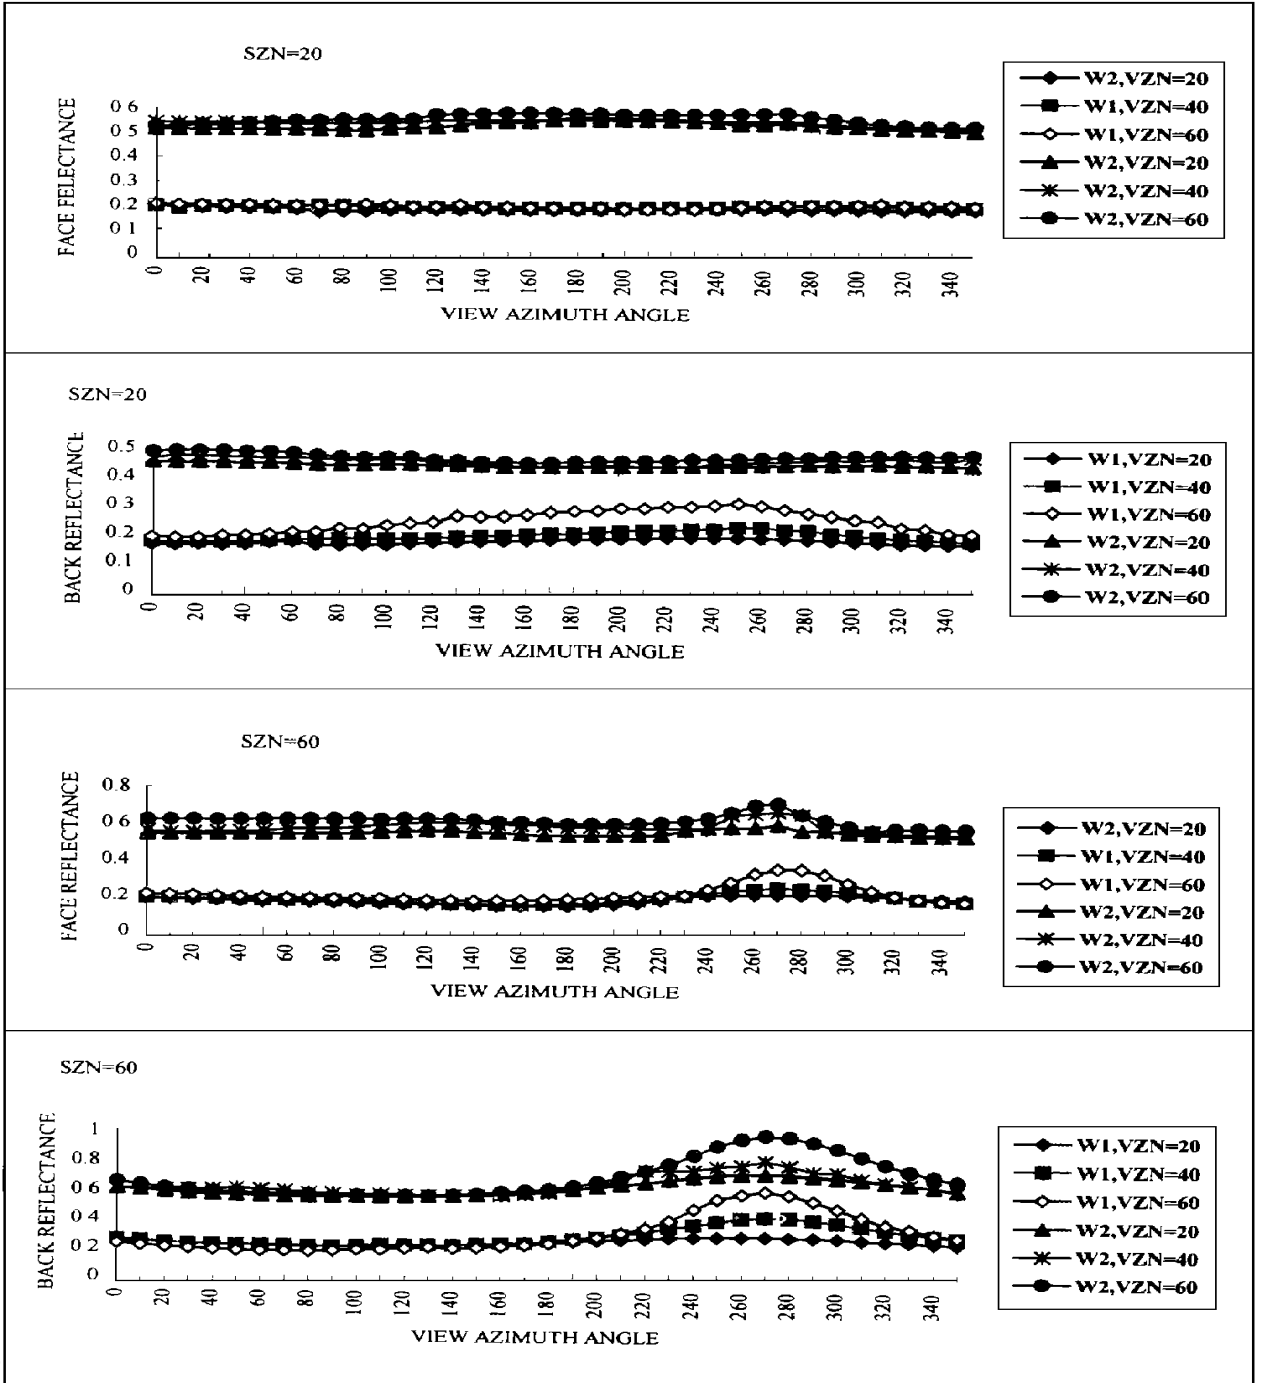 SZN=20
FACE FELECTANCE
0 6
0 5
0.4
0.3
0.2
0 1
0
0 20 40 60 80 100 120 140 160 180 200 220 240 260 280 300 320 340
VIEW AZIMUTH ANGLE
W2,VZN=20
W1,VZN=40
W1,VZN=60
W2,VZN=20
W2,VZN=40
W2,VZN=60
SZN=20
BACK REFLECTANCE
0.5
0.4
0.3
0.2
0.1
0
0 20 40 60 80 100 120 140 160 180 200 220 240 260 280 300 320 340
VIEW AZIMUTH ANGLE
W1,VZN=20
W1,VZN=40
W1,VZN=60
W2,VZN=20
W2,VZN=40
W2,VZN=60
SZN=60
FACE REFLECTANCE
0.8
0 6
0.4
0.2
0
0 20 40 60 80 100 120 140 160 180 200 220 240 260 280 300 320 340
VIEW AZIMUTH ANGLE
W2,VZN=20
W1,VZN=40
W1,VZN=60
W2,VZN=20
W2,VZN=40
W2,VZN=60
SZN=60
BACK REFLECTANCE
1
0.8
0.6
0 4
0 2
0
0 20 40 60 80 100 120 140 160 180 200 220 240 260 280 300 320 340
VIEW AZIMUTH ANGLE
W1,VZN=20
W1,VZN=40
W1,VZN=60
W2,VZN=20
W2,VZN=40
W2,VZN=60